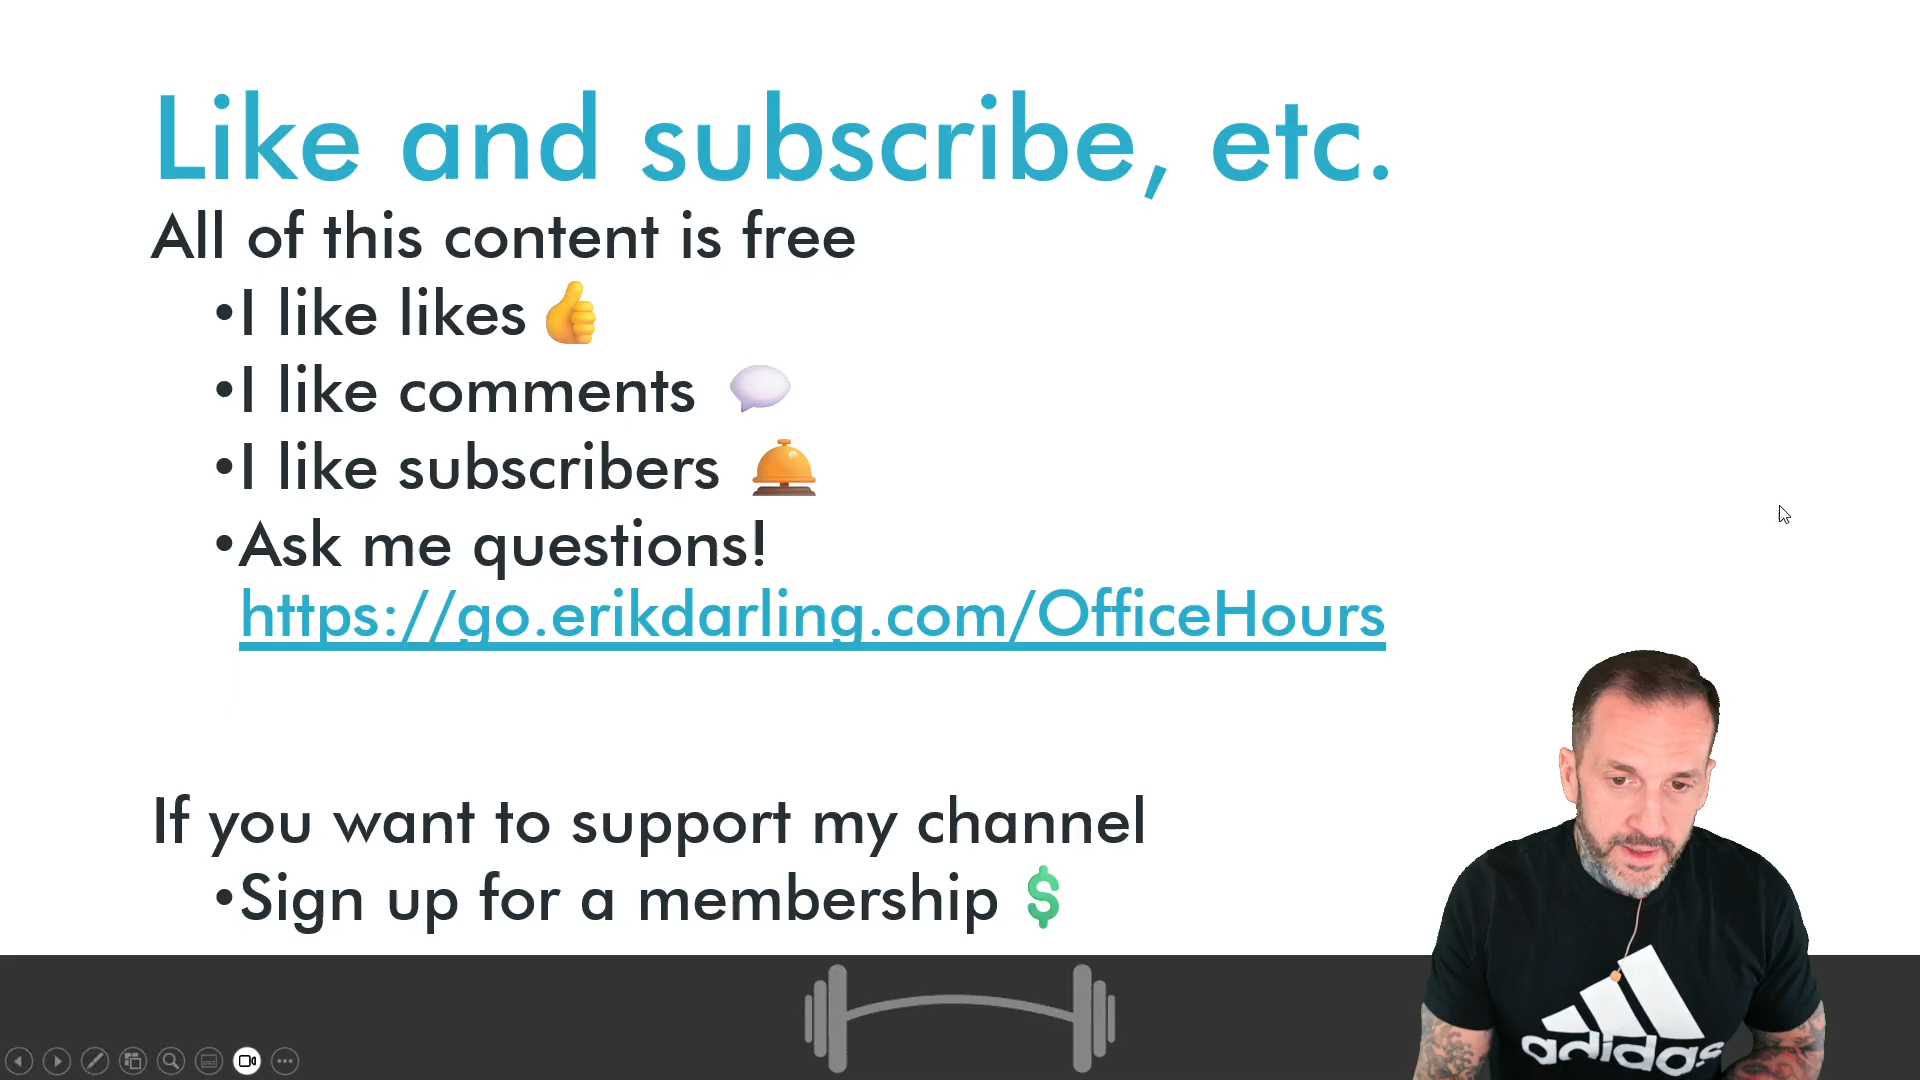 Like and subscribe, etc.
All of this content is free
•I like likes 👍
•I like comments 💬
•I like subscribers 🛎️
•Ask me questions!
https://go.erikdarling.com/OfficeHours
If you want to support my channel
•Sign up for a membership 💲
adidas